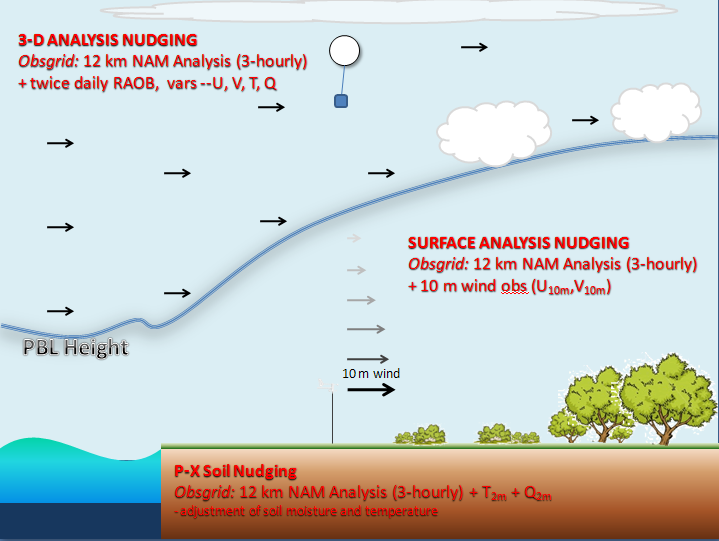 3-D ANALYSIS NUDGING
Obsgrid: 12 km NAM Analysis (3-hourly)
+ twice daily RAOB, vars --U, V, T, Q
SURFACE ANALYSIS NUDGING
Obsgrid: 12 km NAM Analysis (3-hourly)
+ 10 m wind obs (U10m,V10m)
PBL Height
10 m wind
P-X Soil Nudging
Obsgrid: 12 km NAM Analysis (3-hourly) + T2m + Q2m
- adjustment of soil moisture and temperature